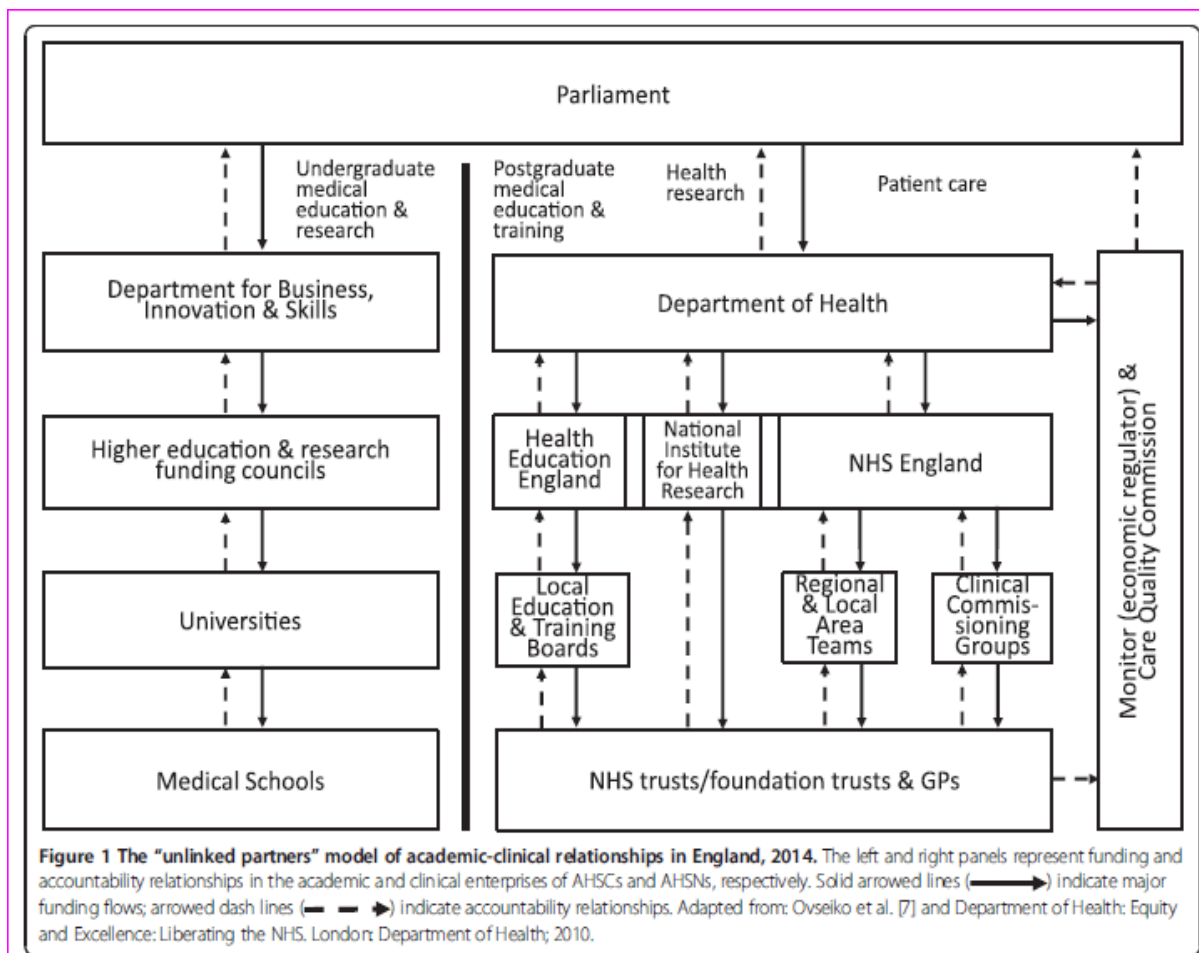 Parliament
Undergraduate
medical
education &
research
Postgraduate
medical
education &
training
Health
research
Patient care
Department for Business,
Innovation & Skills
Department of Health
Higher education & research
funding councils
Health
Education
England
National
Institute
for Health
Research
NHS England
Monitor (economic regulator) &
Care Quality Commission
Universities
Local
Education
& Training
Boards
Regional
& Local
Area
Teams
Clinical
Commis-
sioning
Groups
Medical Schools
NHS trusts/foundation trusts & GPs
Figure 1 The “unlinked partners” model of academic-clinical relationships in England, 2014. The left and right panels represent funding and
accountability relationships in the academic and clinical enterprises of AHSCs and AHSNs, respectively. Solid arrowed lines () indicate major
funding flows; arrowed dash lines () indicate accountability relationships. Adapted from: Ovseiko et al. [7] and Department of Health: Equity
and Excellence: Liberating the NHS. London: Department of Health; 2010.